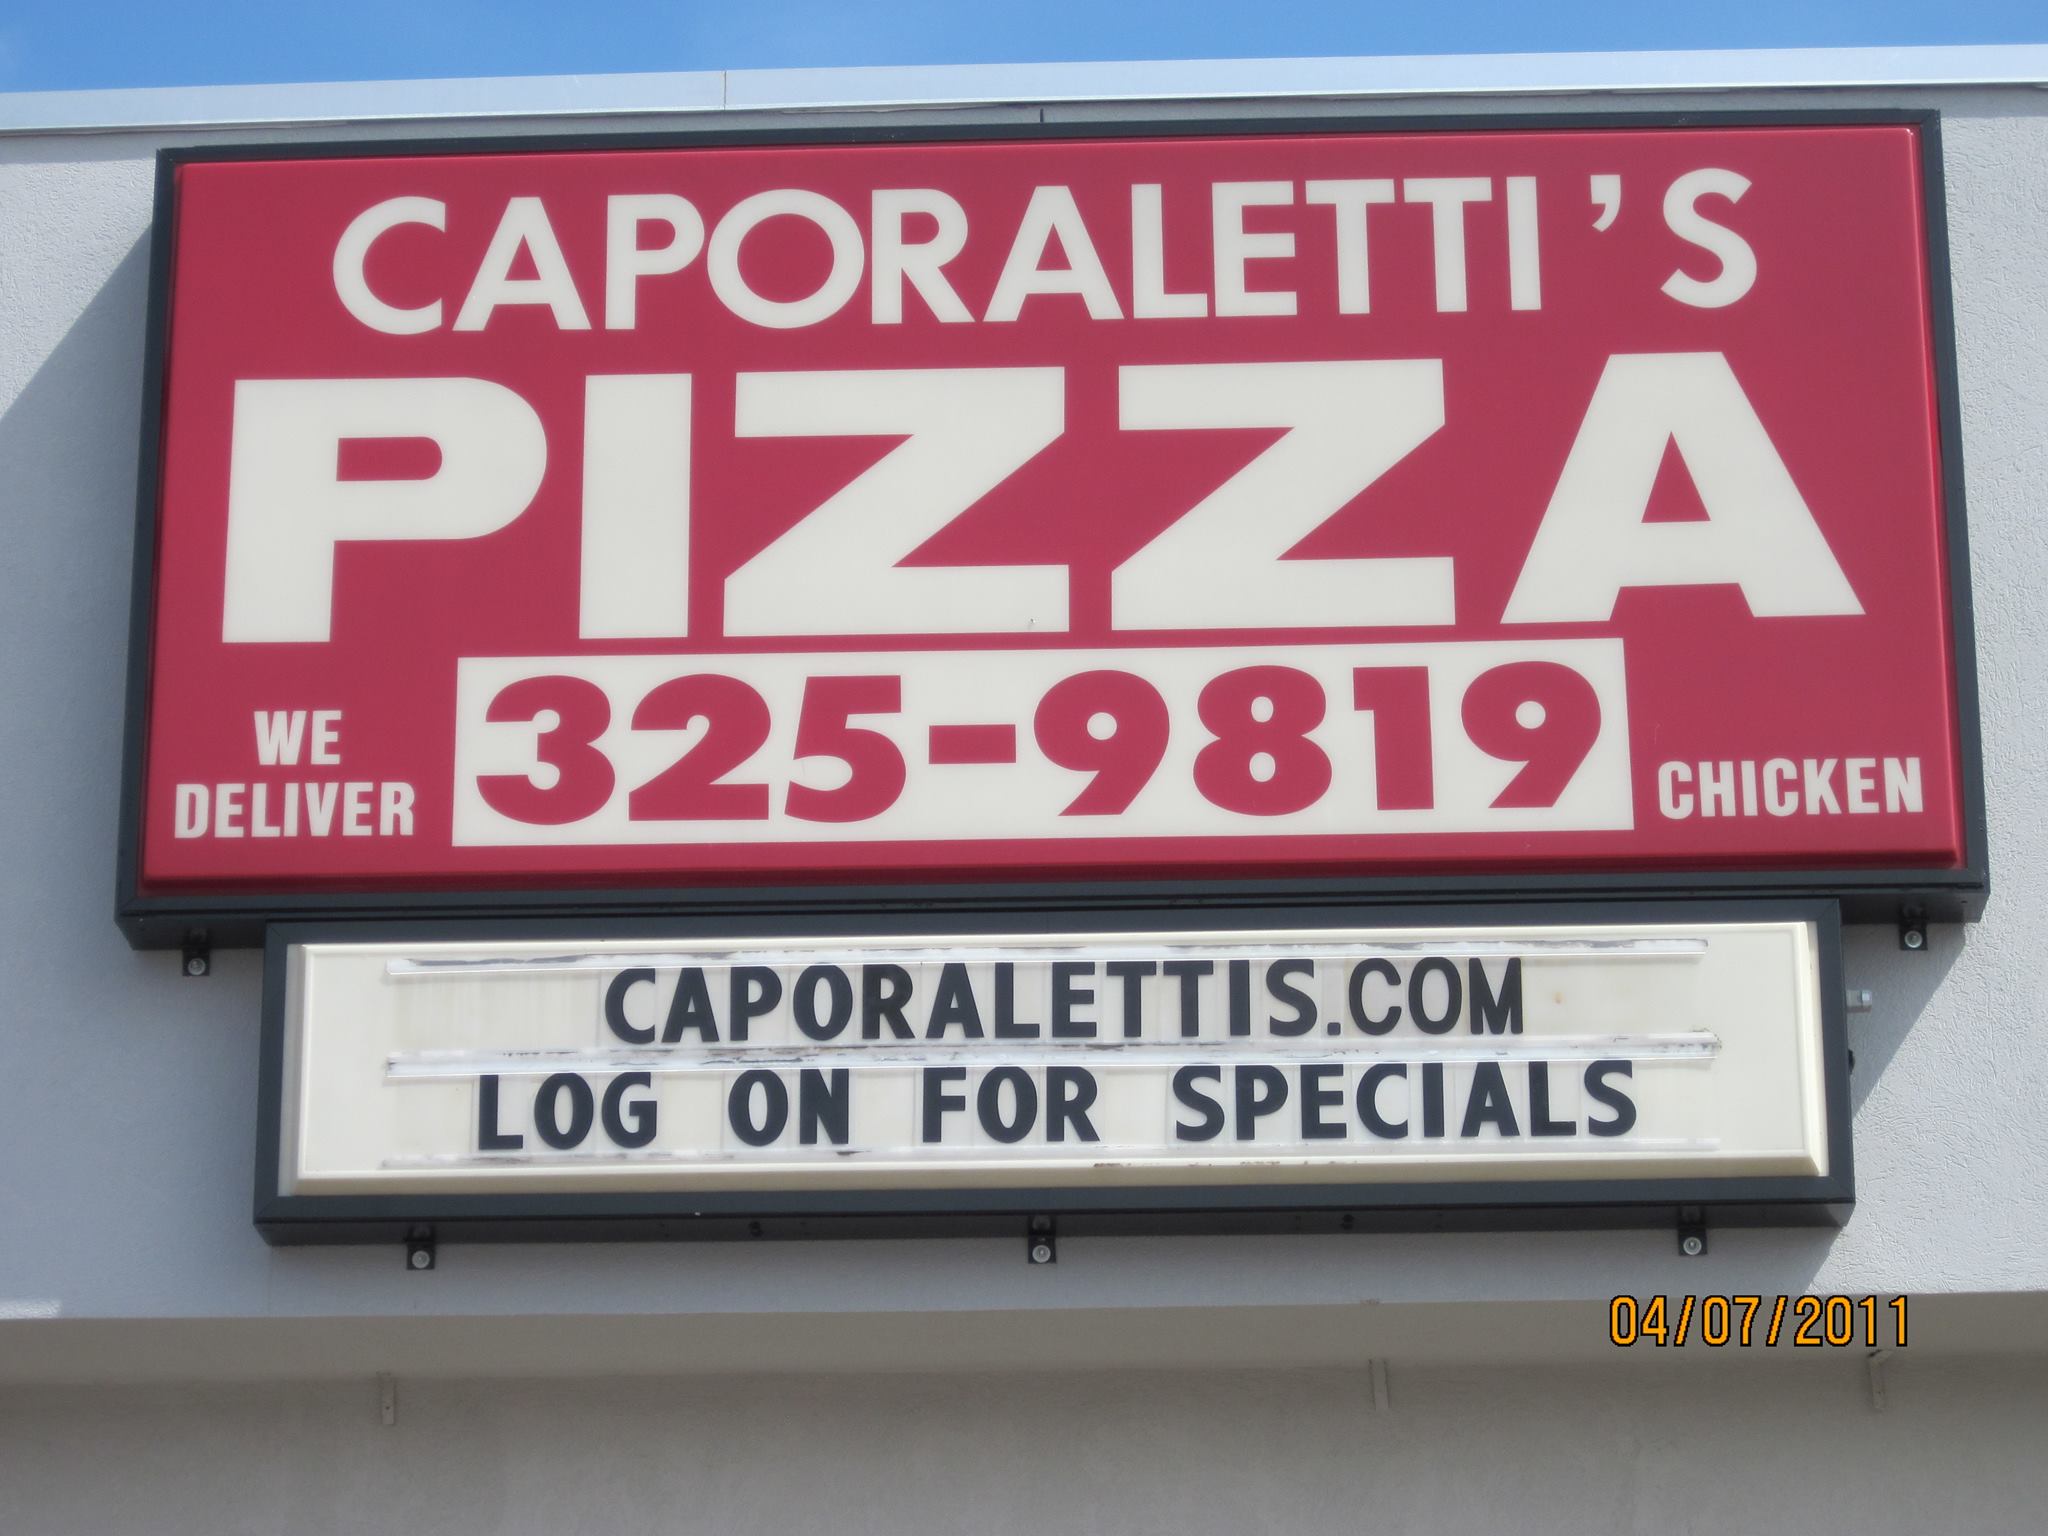 CAPORALETTI'S
PIZZA
WE
DELIVER
325-9819
CHICKEN
CAPORALETTIS.COM
LOG ON FOR SPECIALS
04/07/2011